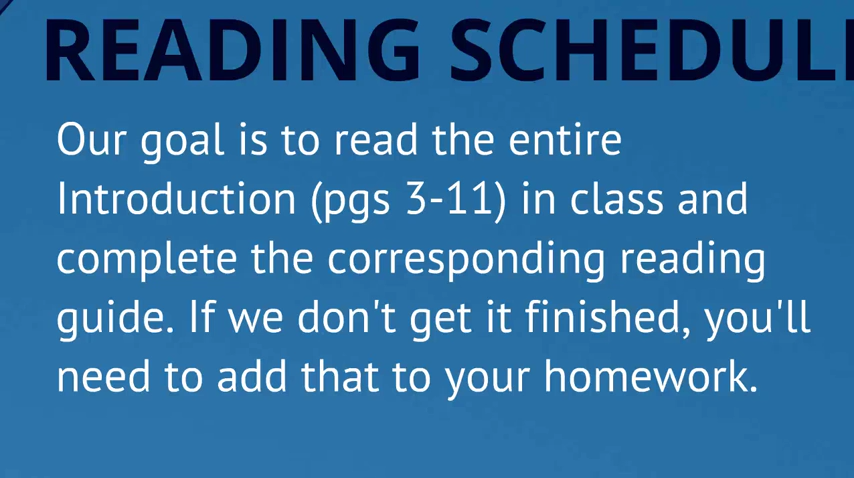 READING SCHEDUL
Our goal is to read the entire
Introduction (pgs 3-11) in class and
complete the corresponding reading
guide. If we don't get it finished, you'll
need to add that to your homework.